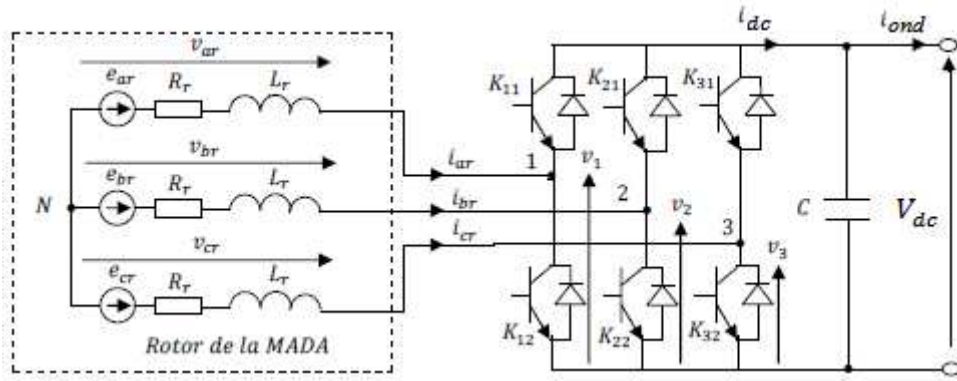 i_dc
i_ond
v_ar
e_ar
R_r
L_r
K_11
K_21
K_31
v_br
e_br
R_r
L_r
i_ar
1
v_1
N
i_br
2
C
V_dc
v_2
i_cr
3
v_cr
e_cr
R_r
L_r
v_3
K_12
K_22
K_32
Rotor de la MADA